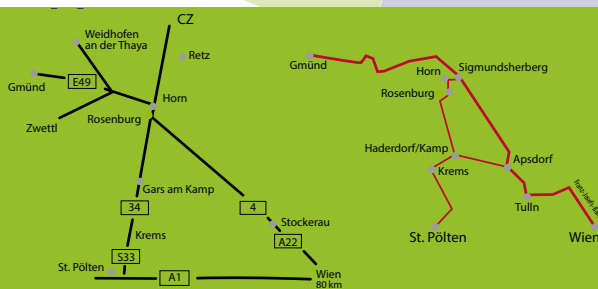 CZ
Weidhofen
an der Thaya
Retz
Gmünd
E49
Horn
Zwettl
Rosenburg
Gars am Kamp
34
4
Stockerau
Krems
A22
S33
St. Pölten
A1
Wien
80 km
Gmünd
Horn
Sigmundsherberg
Rosenburg
Haderdorf/Kamp
Apsdorf
Krems
Tulln
St. Pölten
Wien